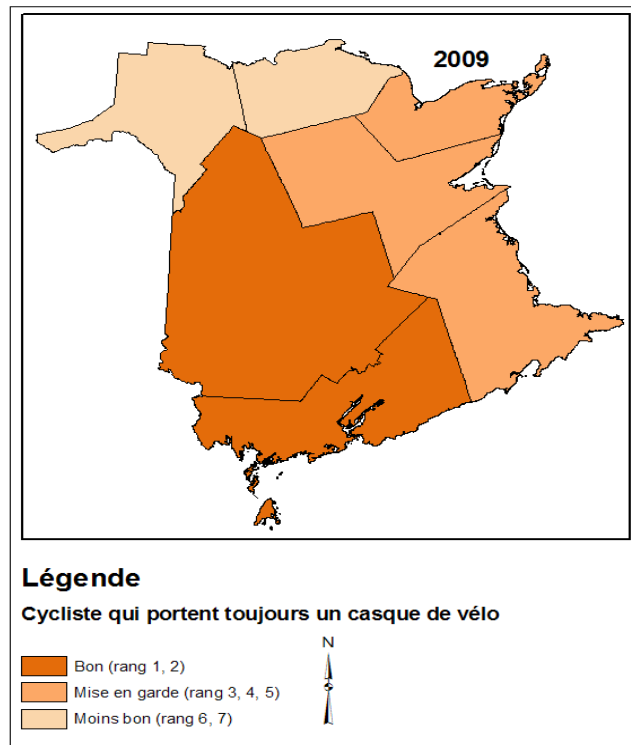 2009
Légende
Cycliste qui portent toujours un casque de vélo
N
Bon (rang 1, 2)
Mise en garde (rang 3, 4, 5)
Moins bon (rang 6, 7)